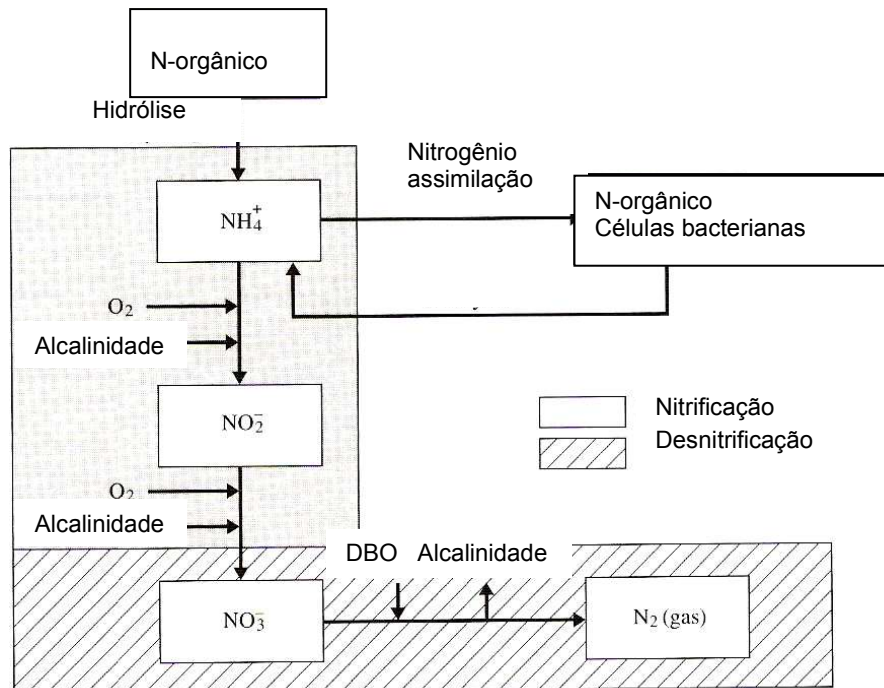 N-orgânico
Hidrólise
Nitrogênio
assimilação
NH₄⁺
N-orgânico
Células bacterianas
O₂
Alcalinidade
NO₂⁻
Nitrificação
Desnitrificação
O₂
Alcalinidade
DBO Alcalinidade
NO₃⁻
N₂ (gas)